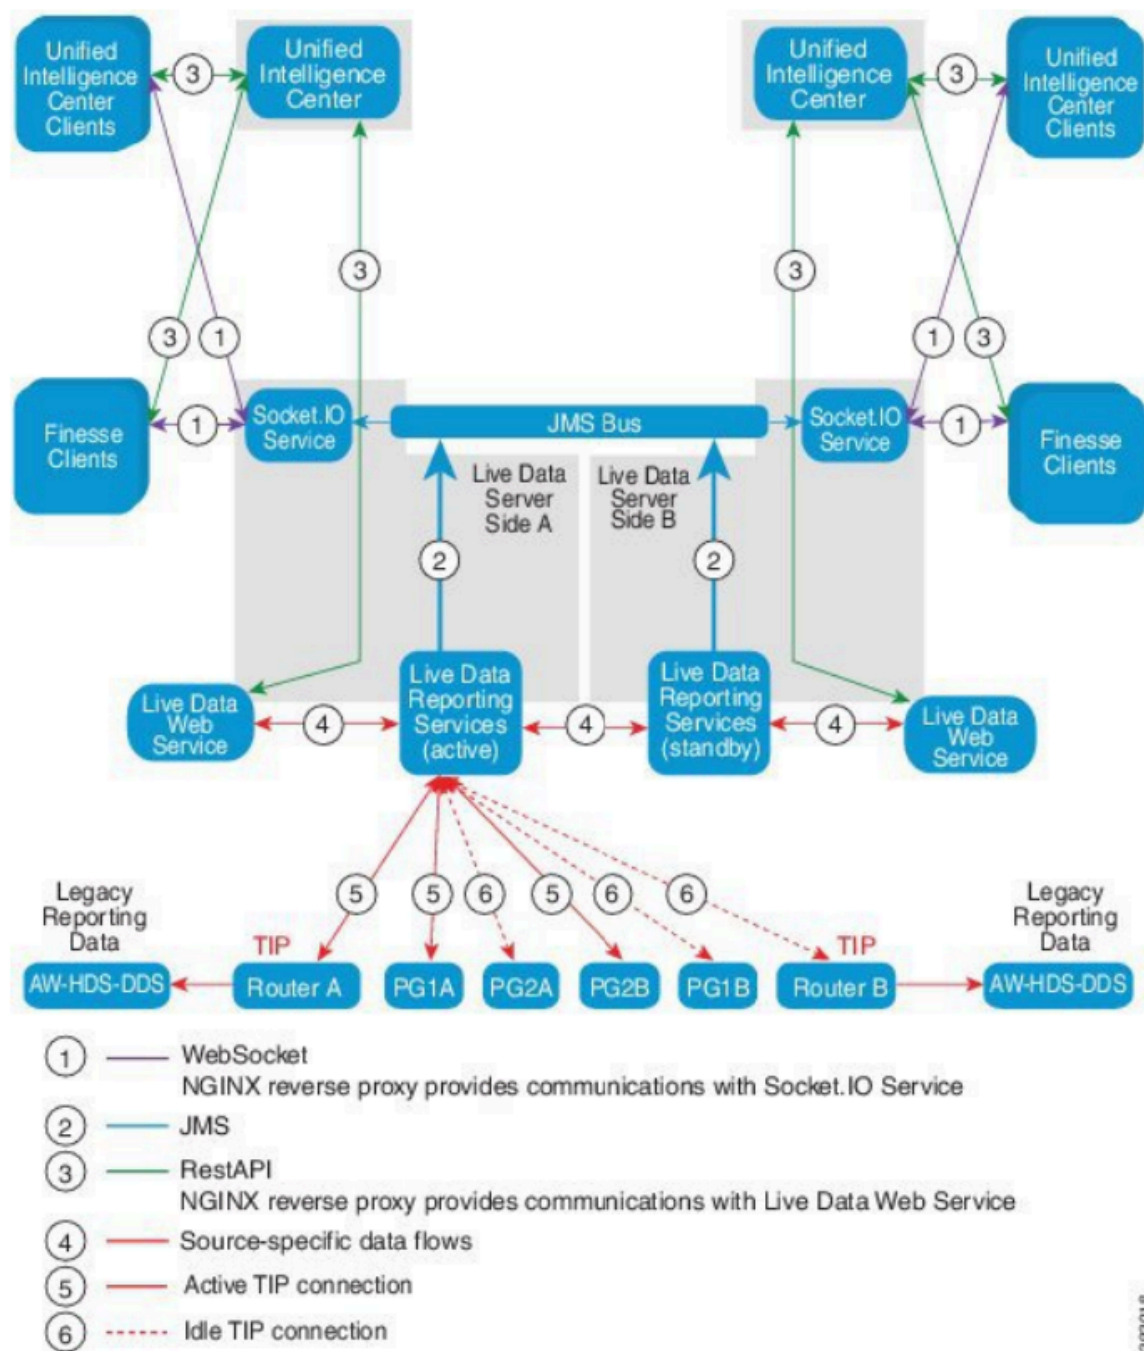 Unified
Intelligence
Center
Clients
3
Unified
Intelligence
Center
Unified
Intelligence
Center
3
Unified
Intelligence
Center
Clients
3
3
3
1
1
3
Finesse
Clients
1
Socket.IO
Service
JMS Bus
Socket.IO
Service
1
Finesse
Clients
Live Data
Server
Side A
Live Data
Server
Side B
2
2
Live Data
Web
Service
4
Live Data
Reporting
Services
(active)
4
Live Data
Reporting
Services
(standby)
4
Live Data
Web
Service
5
5
6
5
6
6
Legacy
Reporting
Data
TIP
TIP
Legacy
Reporting
Data
AW-HDS-DDS
Router A
PG1A
PG2A
PG2B
PG1B
Router B
AW-HDS-DDS
1 WebSocket
NGINX reverse proxy provides communications with Socket.IO Service
2 JMS
3 RestAPI
NGINX reverse proxy provides communications with Live Data Web Service
4 Source-specific data flows
5 Active TIP connection
6 Idle TIP connection